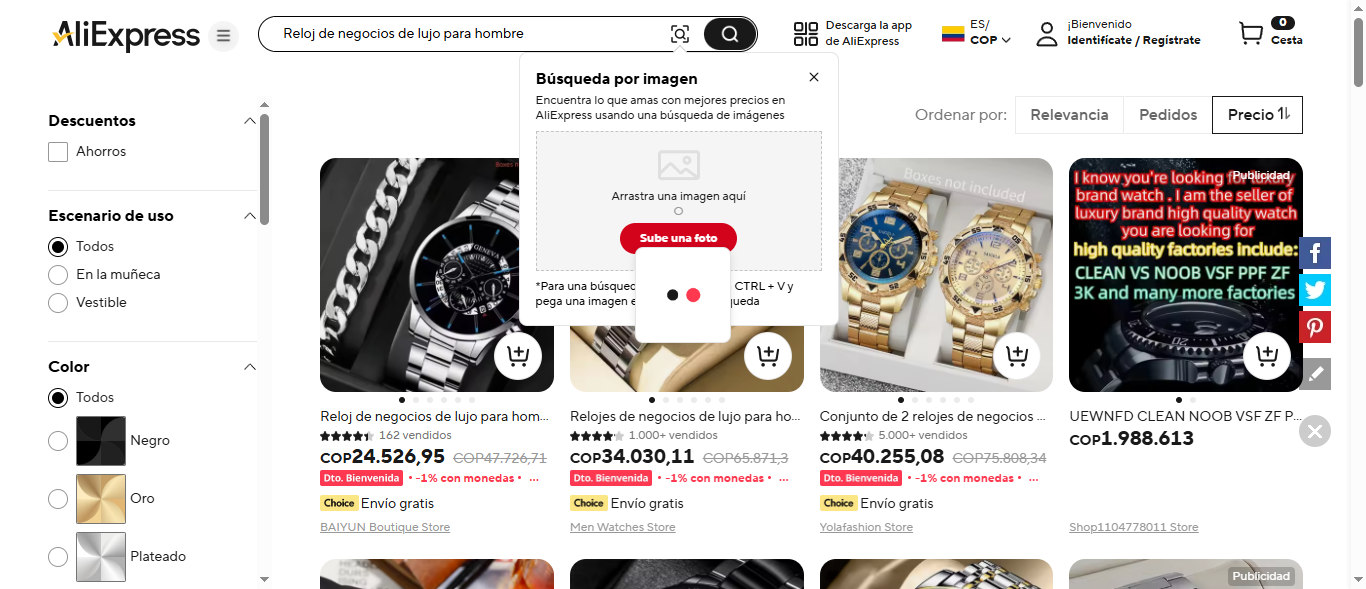 AliExpress
Reloj de negocios de lujo para hombre
Descarga la app
de AliExpress
ES/
COP
¡Bienvenido
Identifícate / Regístrate
0
Cesta
Búsqueda por imagen
Encuentra lo que amas con mejores precios en
AliExpress usando una búsqueda de imágenes
Arrastra una imagen aquí
O
Sube una foto
*Para una búsqued
CTRL + V y
pega una imagen e
queda
Descuentos
Ahorros
Escenario de uso
Todos
En la muñeca
Vestible
Color
Todos
Negro
Oro
Plateado
Ordenar por:
Relevancia
Pedidos
Precio
GENEVA
Boxes not included
Publicidad
I know you're looking for luxury
brand watch . I am the seller of
luxury brand high quality watch
you are looking for
high quality factories include:
CLEAN VS NOOB VSF PPF ZF
3K and many more factories
Reloj de negocios de lujo para hom...
162 vendidos
COP24.526,95 COP47.726,71
Dto. Bienvenida
-1% con monedas
...
Choice Envío gratis
BAIYUN Boutique Store
Relojes de negocios de lujo para ho...
1.000+ vendidos
COP34.030,11 COP65.871,3
Dto. Bienvenida
-1% con monedas
...
Choice Envío gratis
Men Watches Store
Conjunto de 2 relojes de negocios ...
5.000+ vendidos
COP40.255,08 COP75.808,34
Dto. Bienvenida
-1% con monedas
...
Choice Envío gratis
Yolafashion Store
UEWNFD CLEAN NOOB VSF ZF P...
COP1.988.613
Shop1104778011 Store
Publicidad